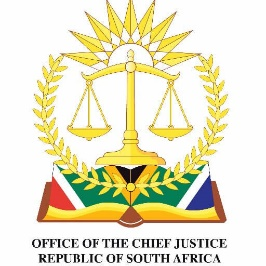 OFFICE OF THE CHIEF JUSTICE
REPUBLIC OF SOUTH AFRICA